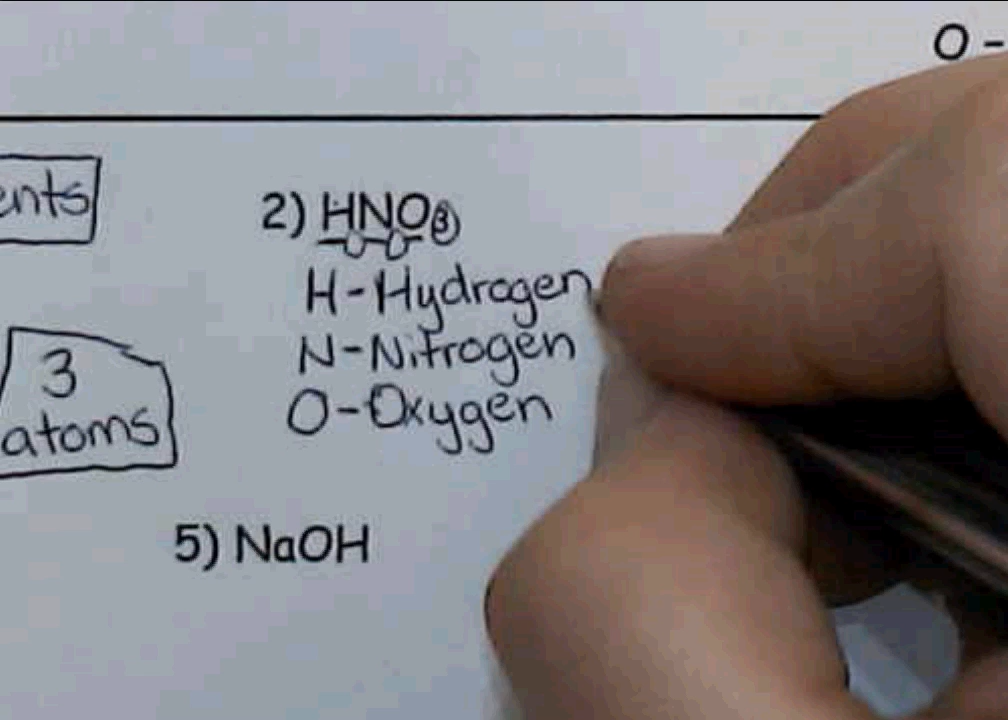 O -
ents
2) HNO3
H-Hydrogen
N-Nitrogen
O-Oxygen
3
atoms
5) NaOH